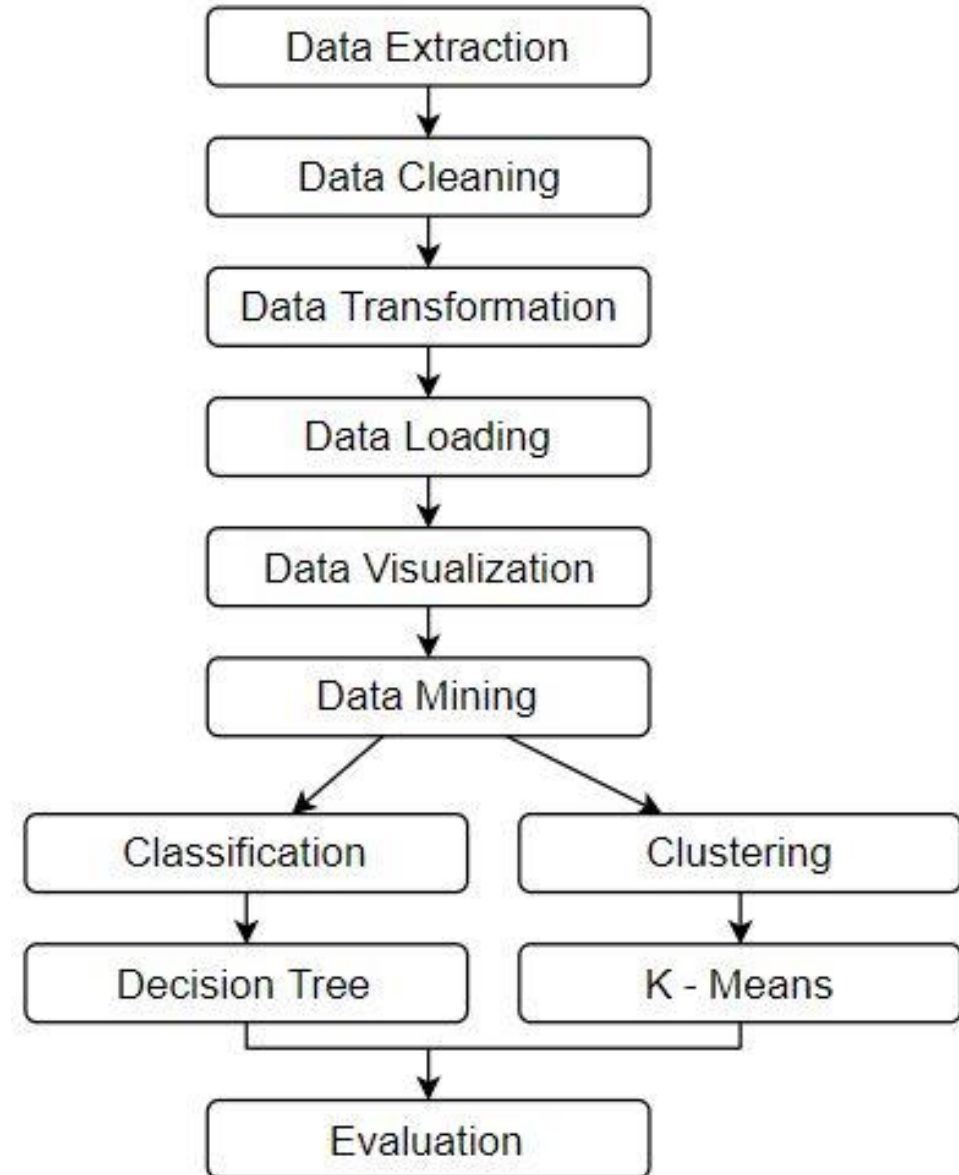 Data Extraction
Data Cleaning
Data Transformation
Data Loading
Data Visualization
Data Mining
Classification
Clustering
Decision Tree
K - Means
Evaluation